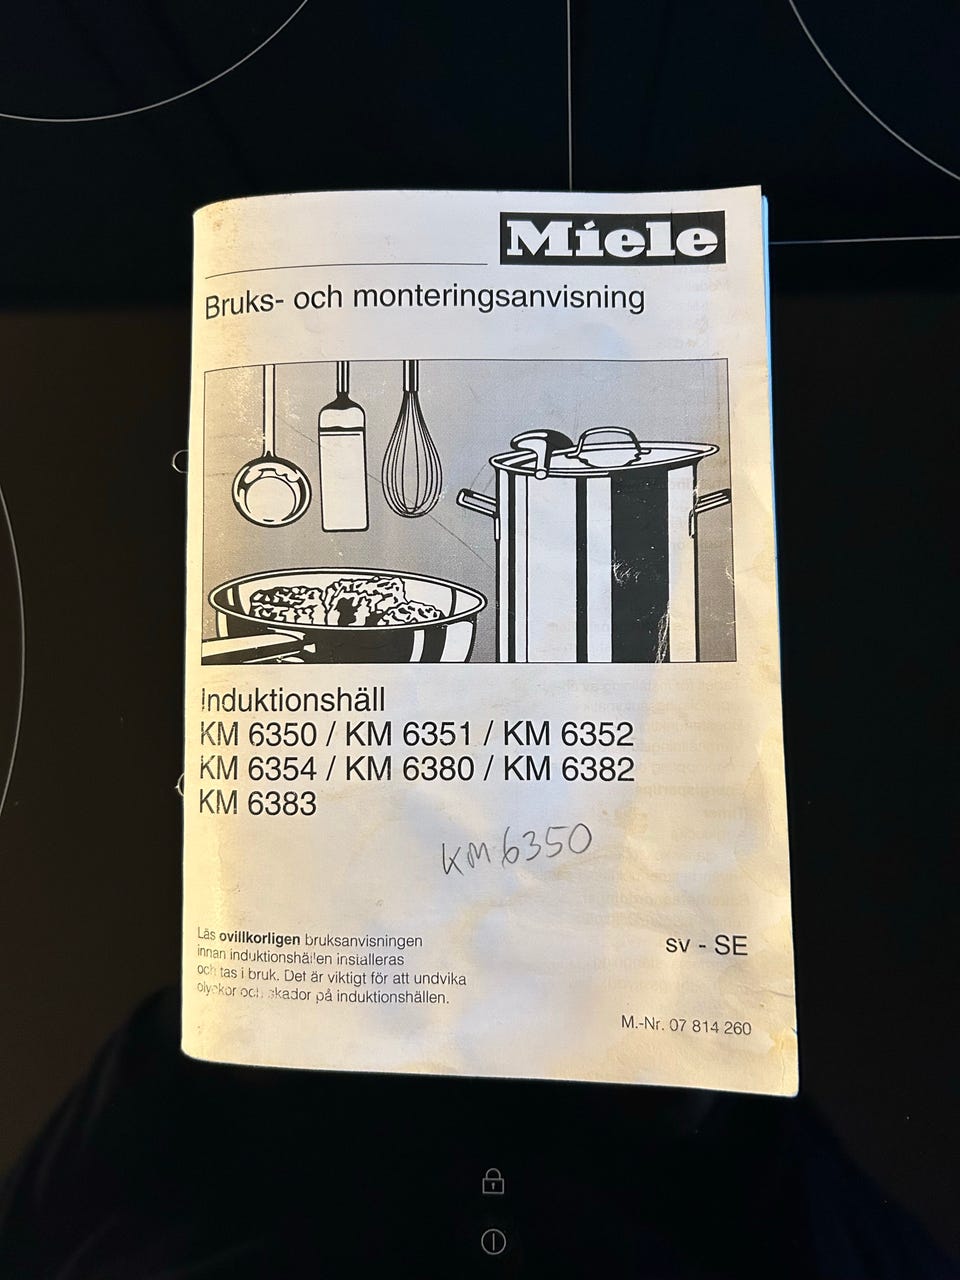 Miele
Bruks- och monteringsanvisning
Induktionshäll
KM 6350 / KM 6351 / KM 6352
KM 6354 / KM 6380 / KM 6382
KM 6383
KM 6350
Läs ovillkorligen bruksanvisningen
innan induktionshällen installeras
och tas i bruk. Det är viktigt för att undvika
olyckor och skador på induktionshällen.
sv - SE
M.-Nr. 07 814 260